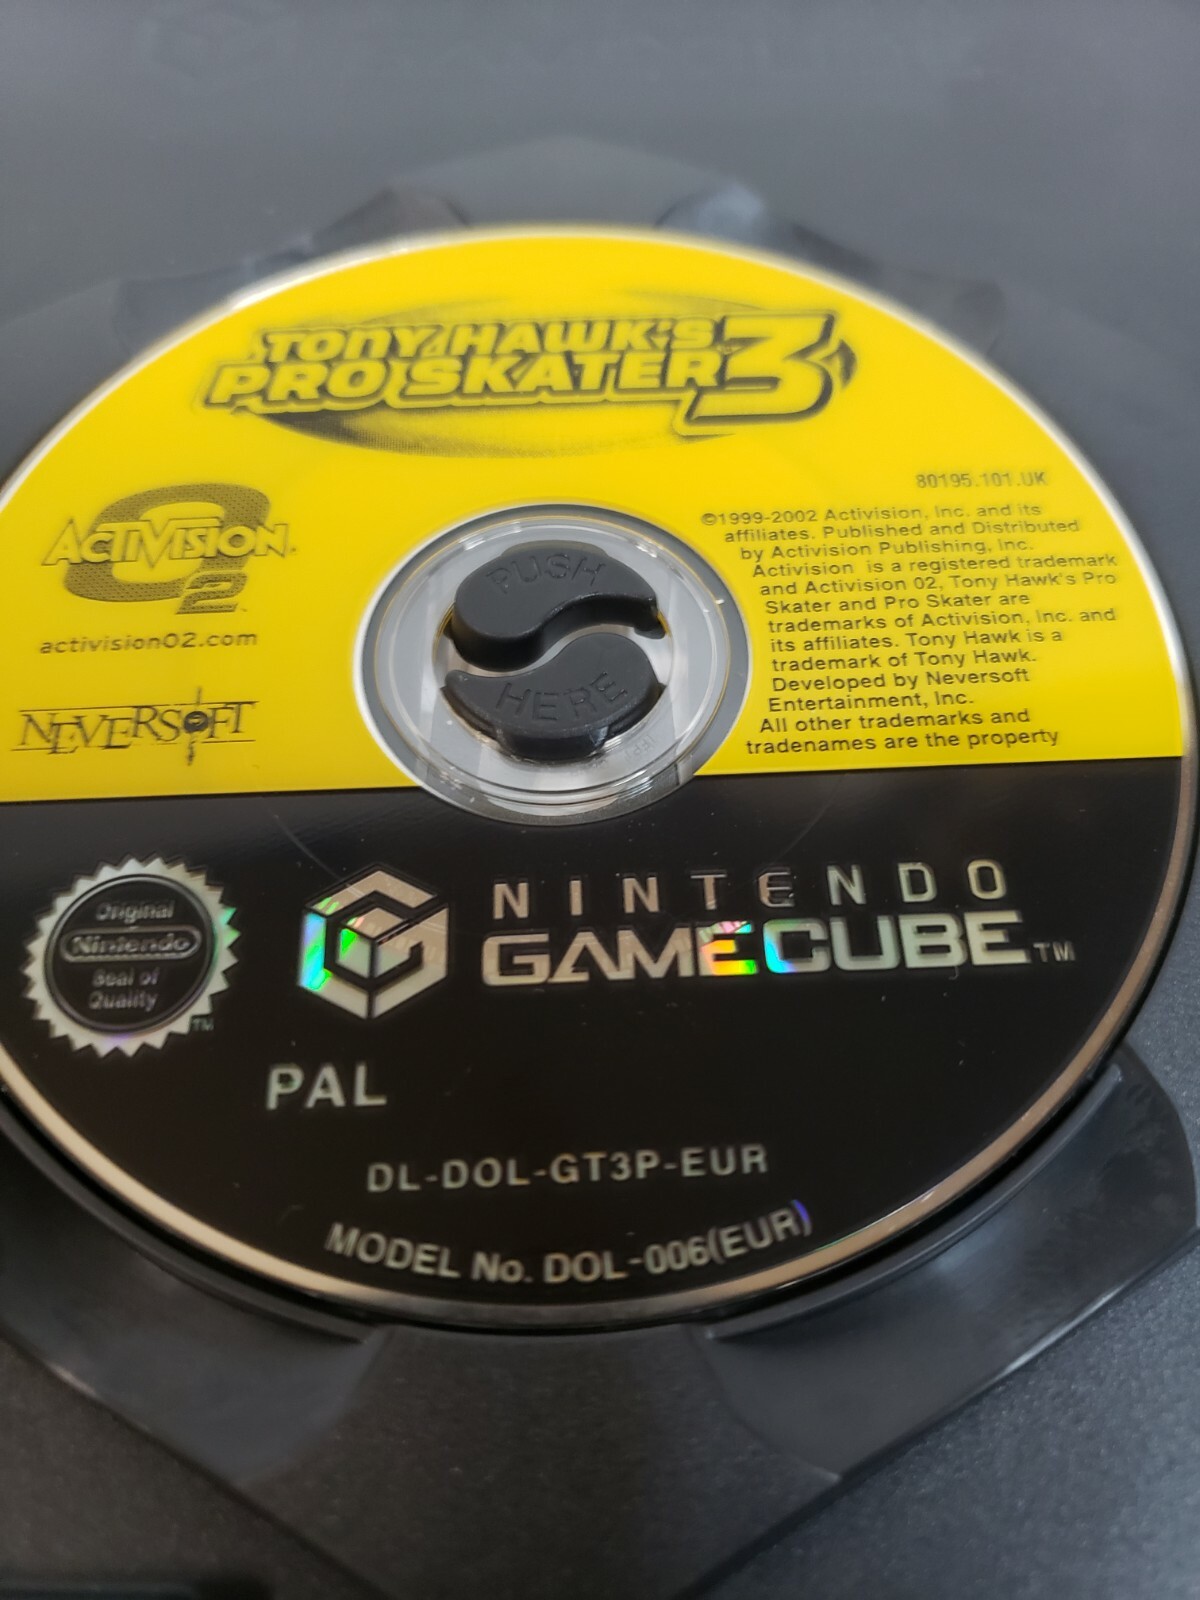 TONY HAWK'S
PRO SKATER 3
80195.101.UK
ACTIVISION
O2
activisionO2.com
NEVERSOFT
PUSH
HERE
©1999-2002 Activision, Inc. and its
affiliates. Published and Distributed
by Activision Publishing, Inc.
Activision is a registered trademark
and Activision 02, Tony Hawk's Pro
Skater and Pro Skater are
trademarks of Activision, Inc. and
its affiliates. Tony Hawk is a
trademark of Tony Hawk.
Developed by Neversoft
Entertainment, Inc.
All other trademarks and
tradenames are the property
Original
Nintendo
Seal of
Quality
TM
NINTENDO
GAMECUBE TM
PAL
DL-DOL-GT3P-EUR
MODEL No. DOL-006(EUR)